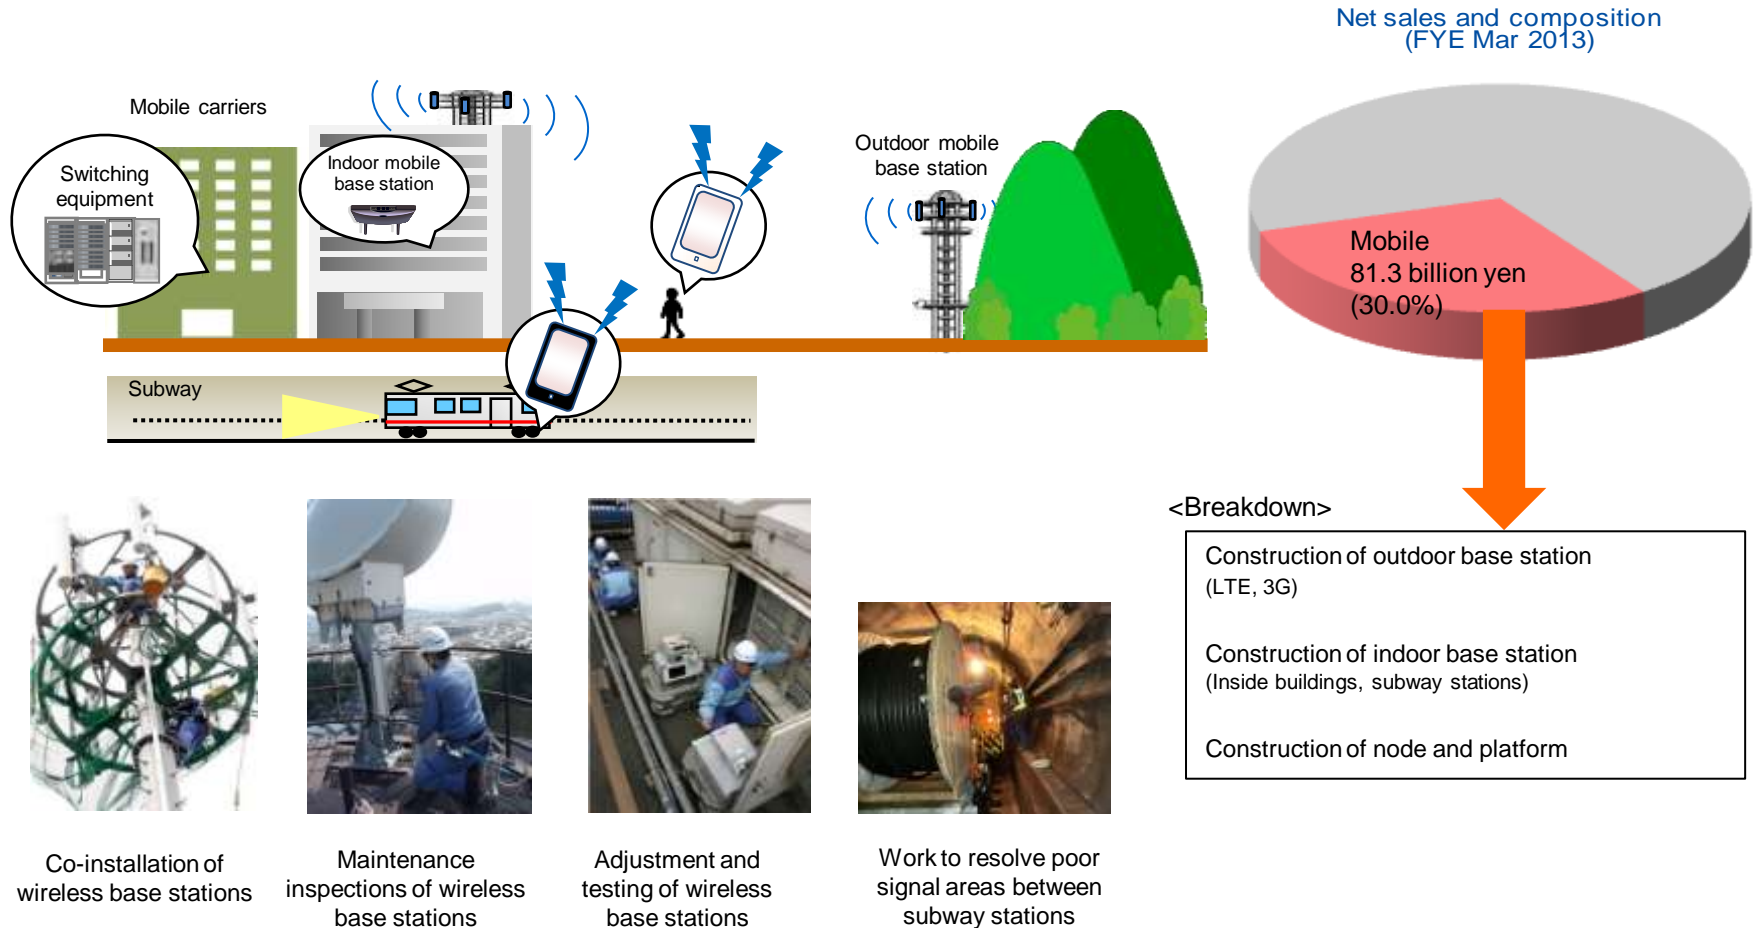 Net sales and composition
(FYE Mar 2013)
Mobile carriers
Switching
equipment
Indoor mobile
base station
Outdoor mobile
base station
Mobile
81.3 billion yen
(30.0%)
Subway
<Breakdown>
Construction of outdoor base station
(LTE, 3G)
Construction of indoor base station
(Inside buildings, subway stations)
Construction of node and platform
Co-installation of
wireless base stations
Maintenance
inspections of wireless
base stations
Adjustment and
testing of wireless
base stations
Work to resolve poor
signal areas between
subway stations